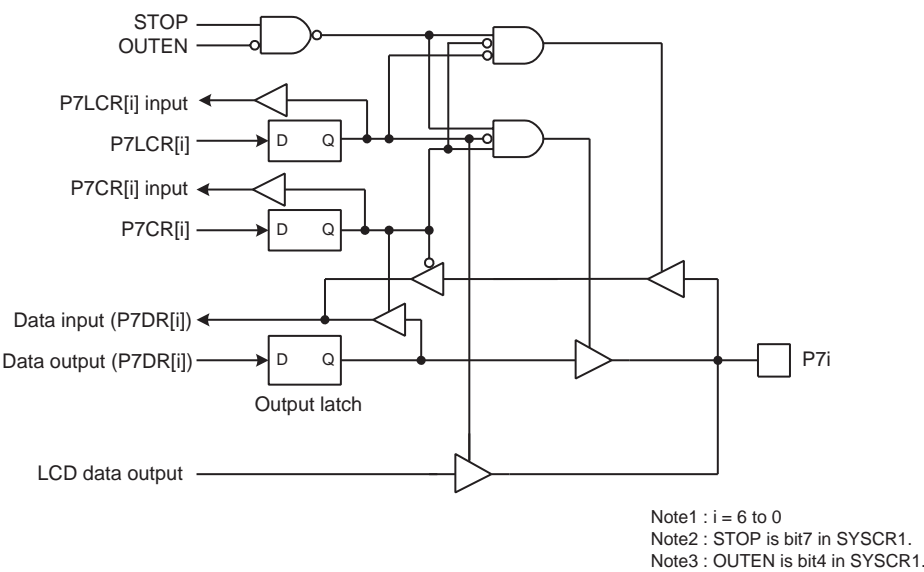 STOP
OUTEN
P7LCR[i] input
P7LCR[i]
D Q
P7CR[i] input
P7CR[i]
D Q
Data input (P7DR[i])
Data output (P7DR[i])
D Q
P7i
Output latch
LCD data output
Note1 : i = 6 to 0
Note2 : STOP is bit7 in SYSCR1.
Note3 : OUTEN is bit4 in SYSCR1.